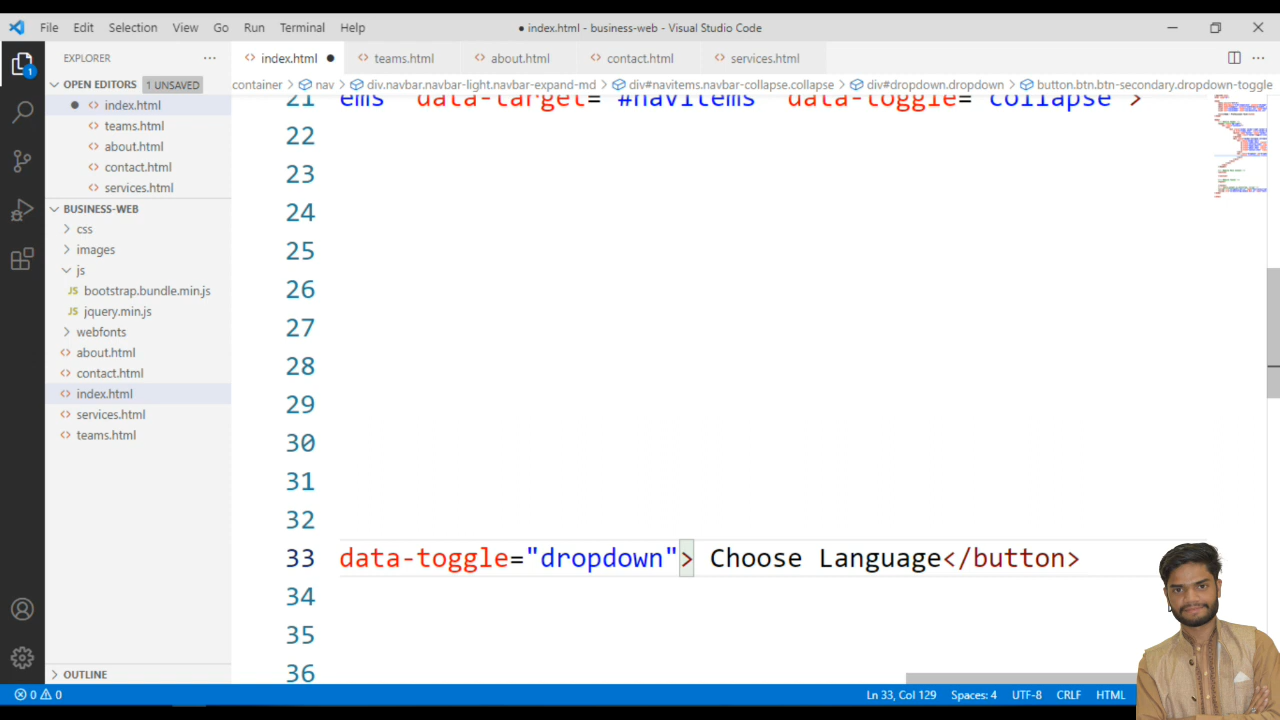 File Edit Selection View Go Run Terminal Help
● index.html - business-web - Visual Studio Code
EXPLORER ···
index.html ●
teams.html
about.html
contact.html
services.html
OPEN EDITORS 1 UNSAVED
● index.html
teams.html
about.html
contact.html
services.html
container > nav > div.navbar.navbar-light.navbar-expand-md > div#navitems.navbar-collapse.collapse > div#dropdown.dropdown > button.btn.btn-secondary.dropdown-toggle
BUSINESS-WEB
css
images
js
JS bootstrap.bundle.min.js
JS jquery.min.js
webfonts
about.html
contact.html
index.html
services.html
teams.html
OUTLINE
1
21 ems" data-target="#navitems" data-toggle="collapse">
22
23
24
25
26
27
28
29
30
31
32
33 data-toggle="dropdown"> Choose Language</button>
34
35
36
0 0
Ln 33, Col 129 Spaces: 4 UTF-8 CRLF HTML